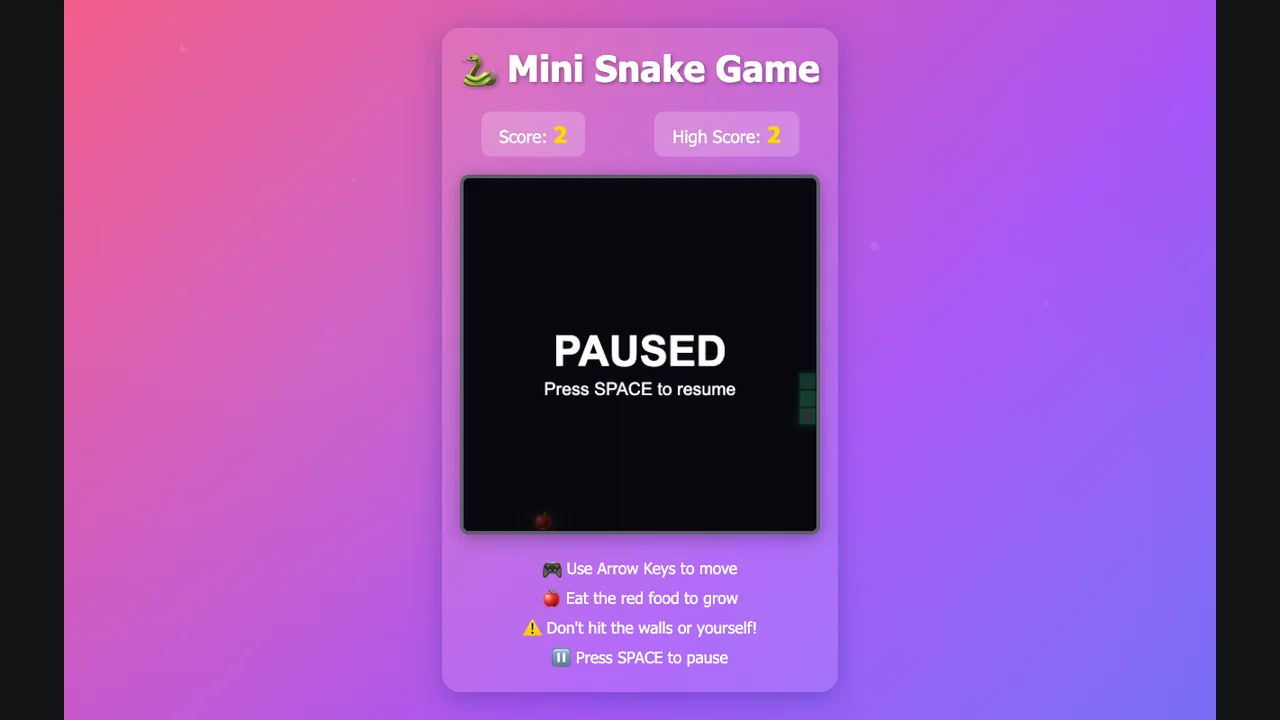 Mini Snake Game
Score: 2
High Score: 2
PAUSED
Press SPACE to resume
Use Arrow Keys to move
Eat the red food to grow
Don't hit the walls or yourself!
Press SPACE to pause